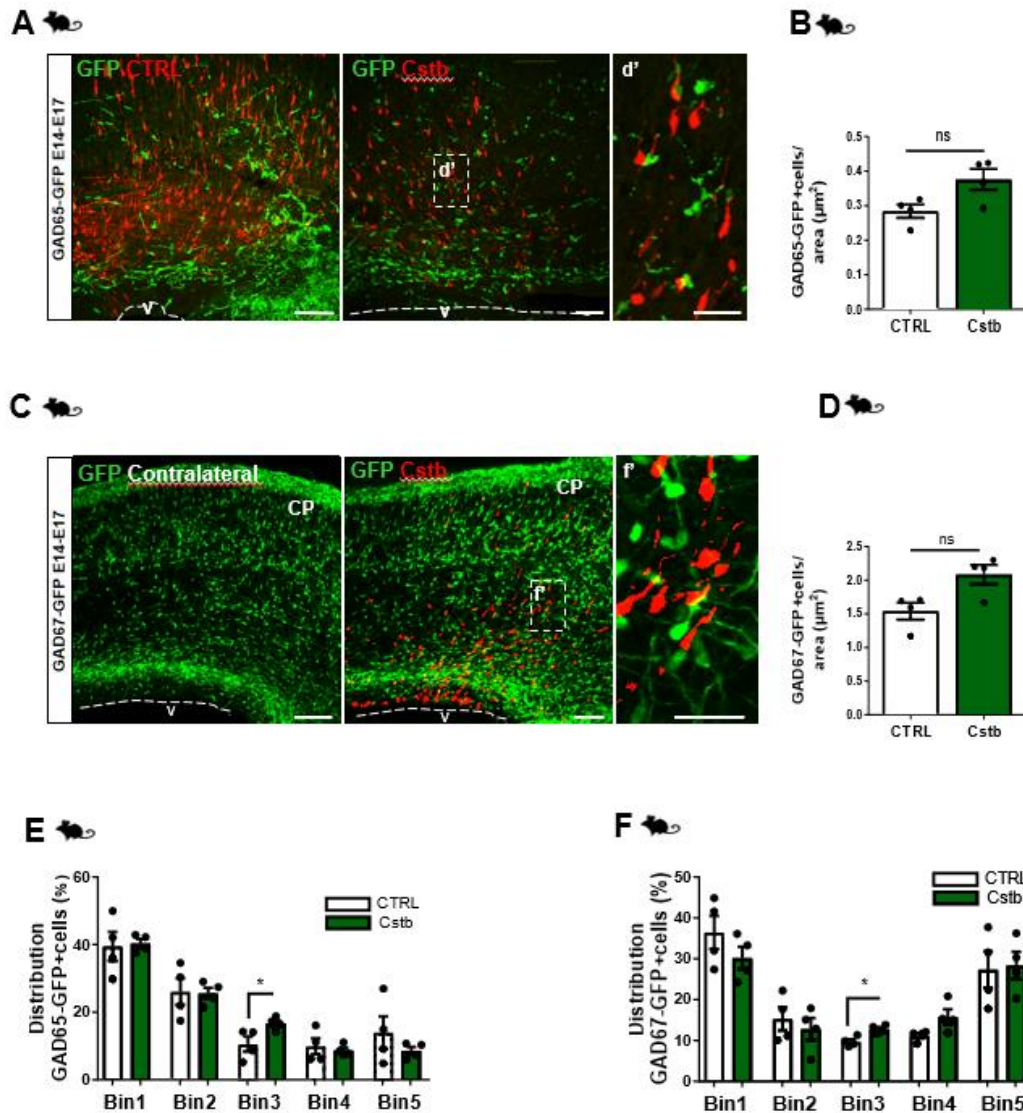 A
GAD65-GFP E14-E17
GFP CTRL
V
GFP Cstb
d'
V
d'
B
GAD65-GFP+cells/
area (µm²)
0.5
0.4
0.3
0.2
0.1
0.0
ns
CTRL
Cstb
C
GAD67-GFP E14-E17
GFP Contralateral
CP
V
GFP Cstb
CP
f'
V
f'
D
GAD67-GFP+cells/
area (µm²)
2.5
2.0
1.5
1.0
0.5
0.0
ns
CTRL
Cstb
E
Distribution
GAD65-GFP+cells (%)
60
40
20
0
*
CTRL
Cstb
Bin1
Bin2
Bin3
Bin4
Bin5
F
Distribution
GAD67-GFP+cells (%)
50
40
30
20
10
0
*
CTRL
Cstb
Bin1
Bin2
Bin3
Bin4
Bin5